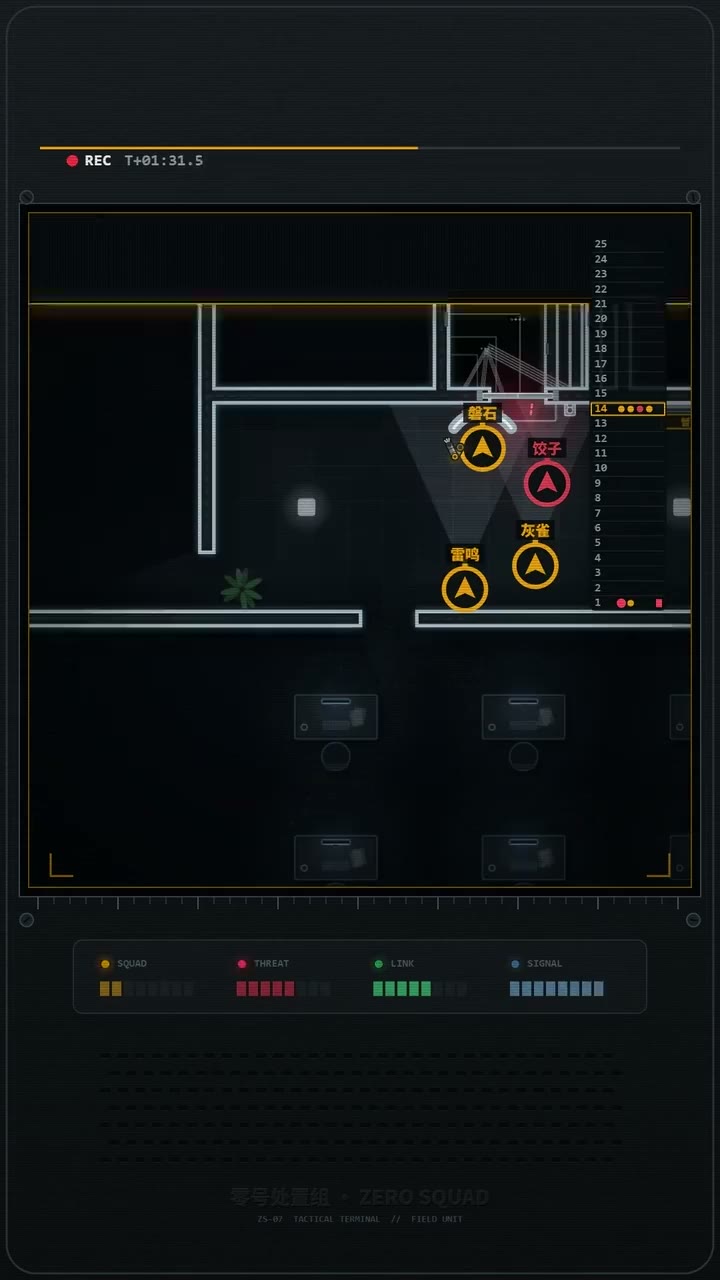 REC T+01:31.5
25
24
23
22
21
20
19
18
17
16
15
14
13
12
11
10
9
8
7
6
5
4
3
2
1
磐石
饺子
灰雀
雷鸣
SQUAD
THREAT
LINK
SIGNAL
零号处置组 · ZERO SQUAD
ZS-07 TACTICAL TERMINAL // FIELD UNIT